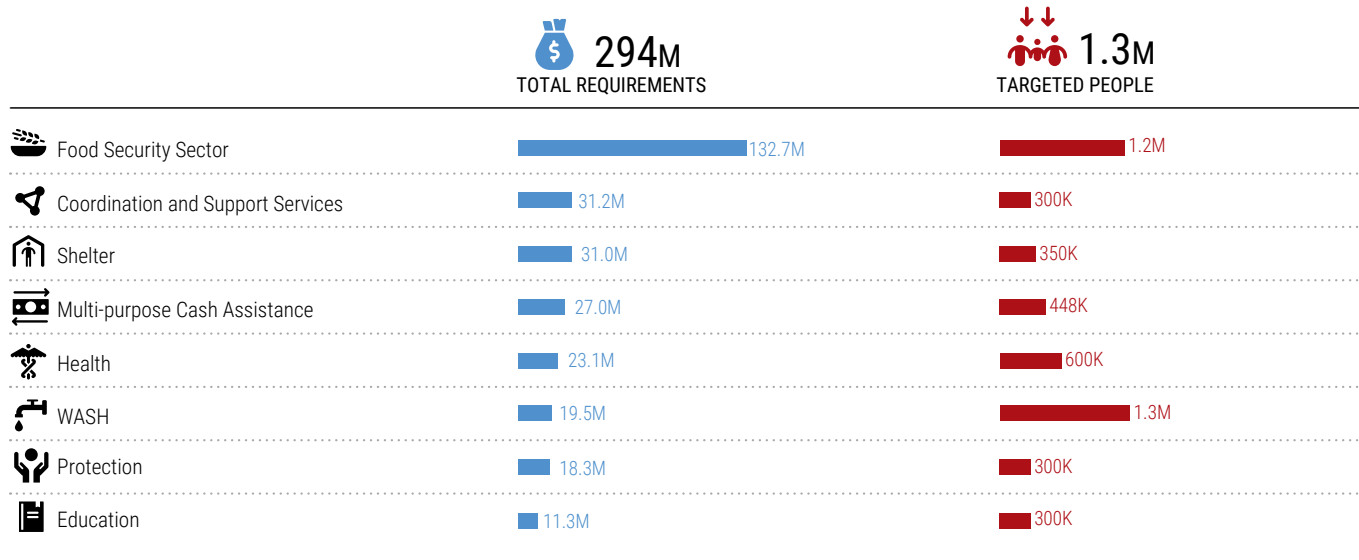 $ 294M
TOTAL REQUIREMENTS
1.3M
TARGETED PEOPLE
Food Security Sector 132.7M 1.2M
Coordination and Support Services 31.2M 300K
Shelter 31.0M 350K
Multi-purpose Cash Assistance 27.0M 448K
Health 23.1M 600K
WASH 19.5M 1.3M
Protection 18.3M 300K
Education 11.3M 300K